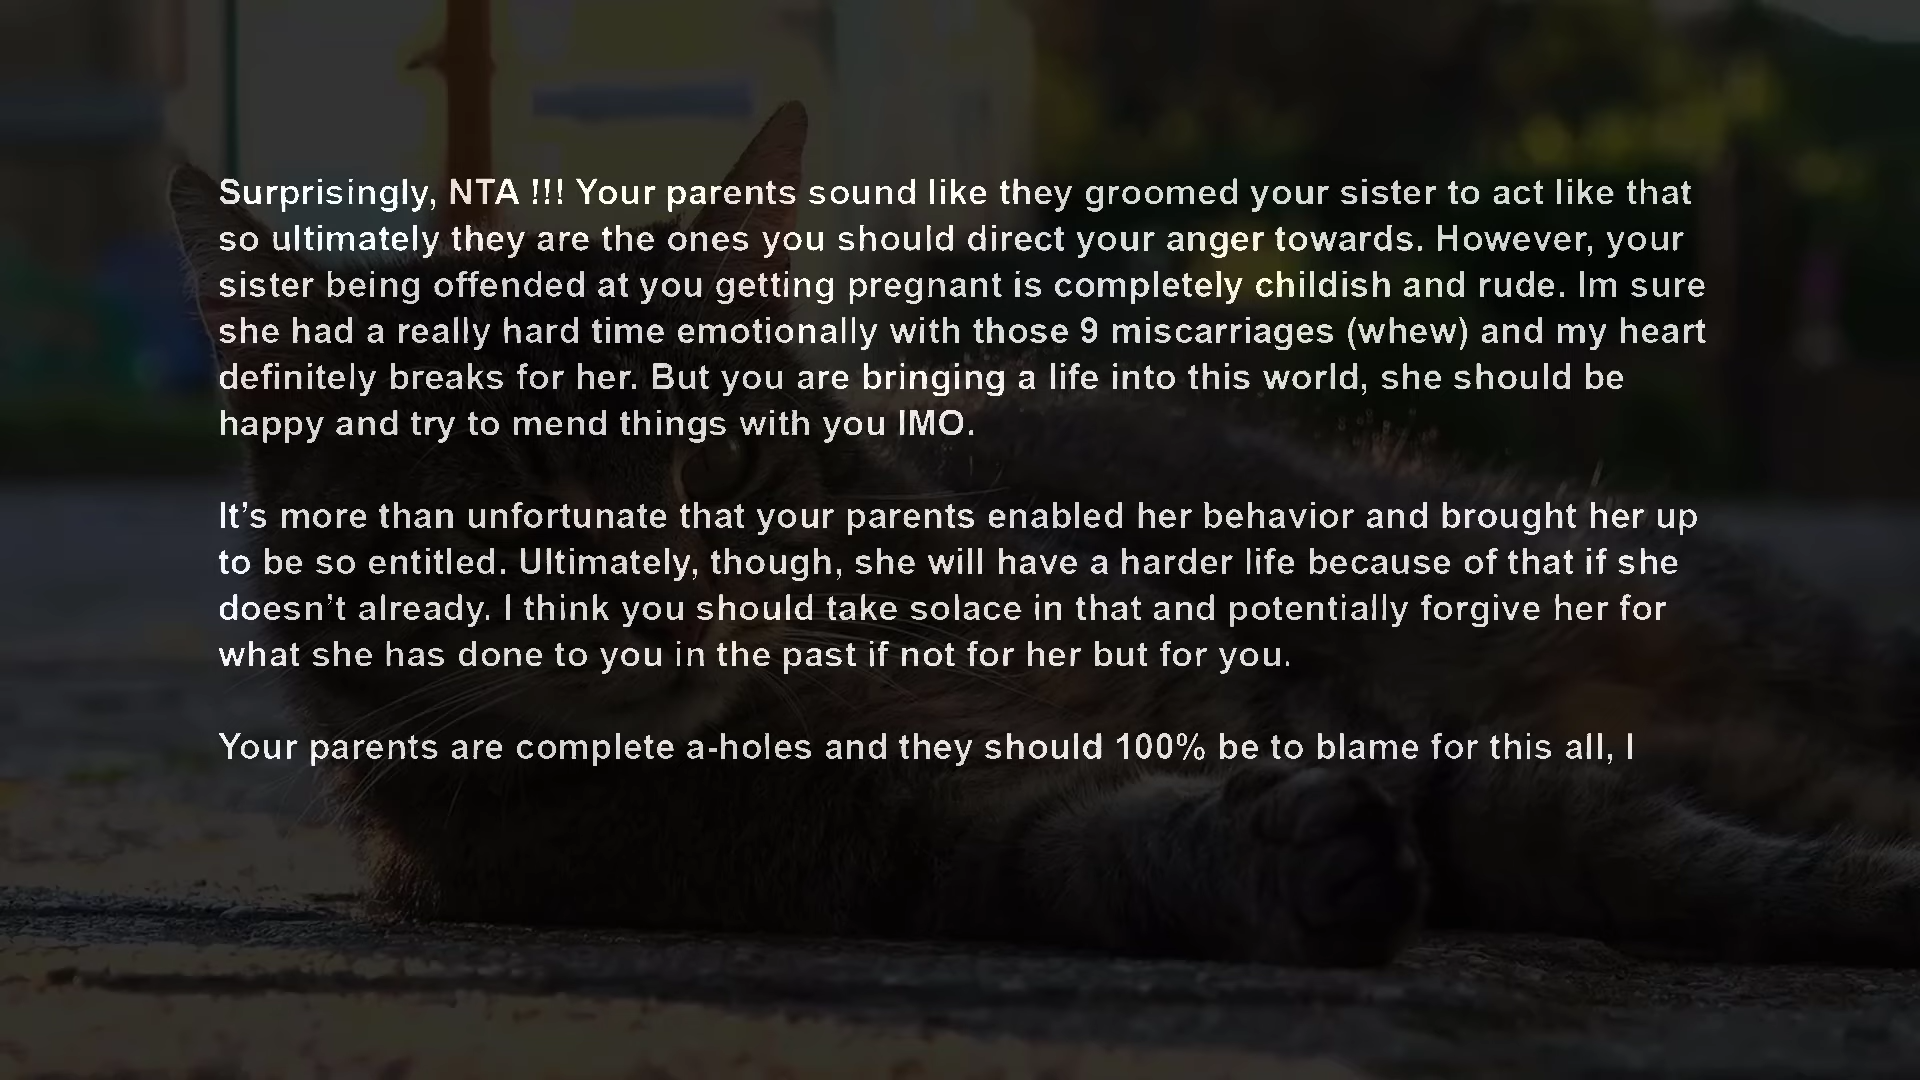 Surprisingly, NTA !!! Your parents sound like they groomed your sister to act like that
so ultimately they are the ones you should direct your anger towards. However, your
sister being offended at you getting pregnant is completely childish and rude. Im sure
she had a really hard time emotionally with those 9 miscarriages (whew) and my heart
definitely breaks for her. But you are bringing a life into this world, she should be
happy and try to mend things with you IMO.
It’s more than unfortunate that your parents enabled her behavior and brought her up
to be so entitled. Ultimately, though, she will have a harder life because of that if she
doesn't already. I think you should take solace in that and potentially forgive her for
what she has done to you in the past if not for her but for you.
Your parents are complete a-holes and they should 100% be to blame for this all, I